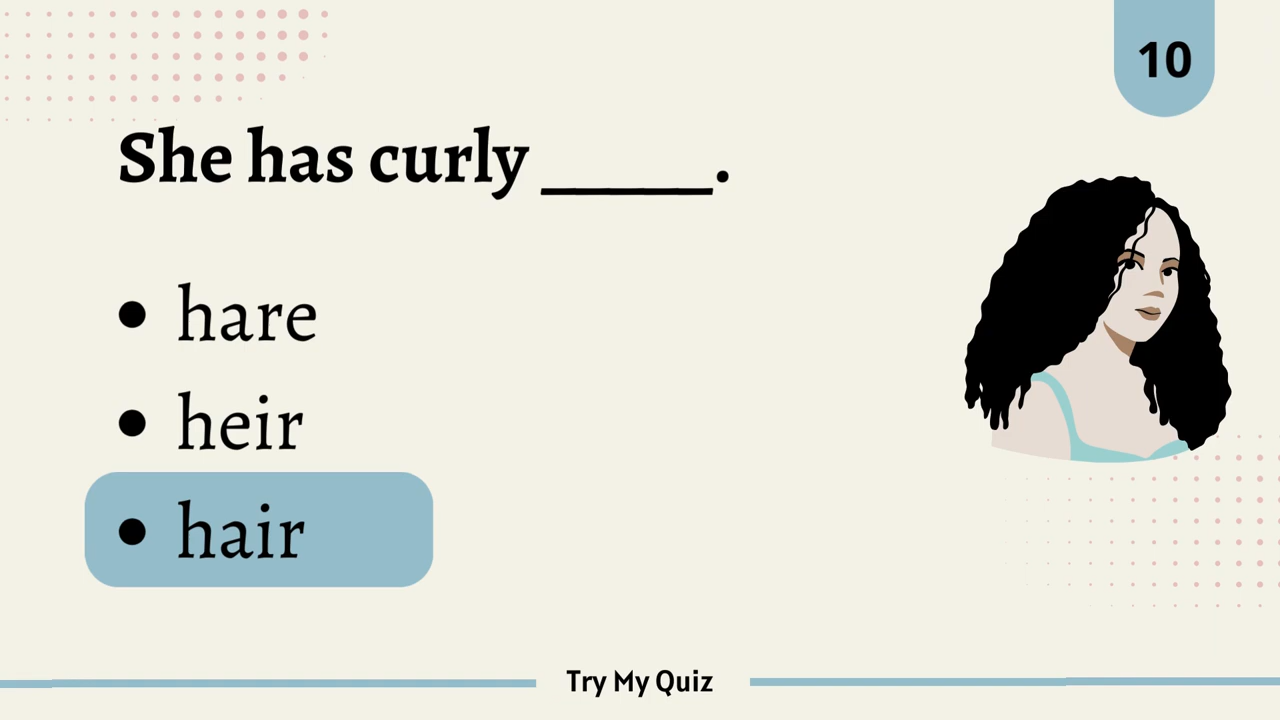 10
She has curly _____.
• hare
• heir
• hair
Try My Quiz